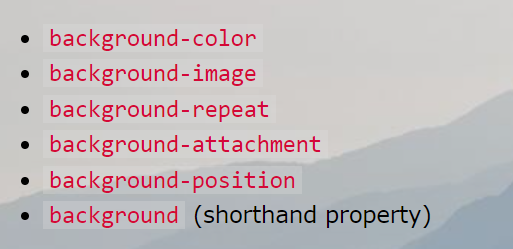 background-color
background-image
background-repeat
background-attachment
background-position
background (shorthand property)